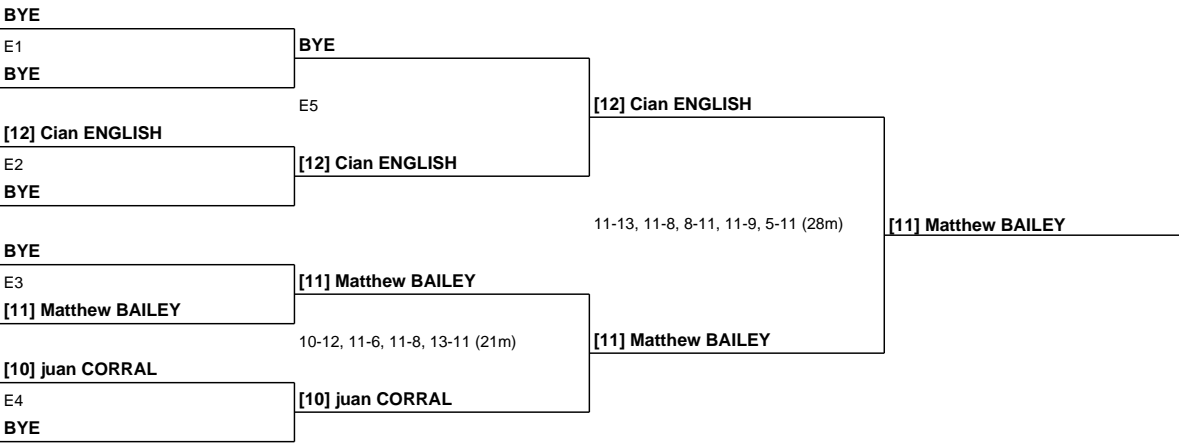 BYE
E1
BYE
BYE
E5
[12] Cian ENGLISH
[12] Cian ENGLISH
E2
[12] Cian ENGLISH
BYE
11-13, 11-8, 8-11, 11-9, 5-11 (28m)
[11] Matthew BAILEY
BYE
E3
[11] Matthew BAILEY
[11] Matthew BAILEY
10-12, 11-6, 11-8, 13-11 (21m)
[11] Matthew BAILEY
[10] juan CORRAL
E4
[10] juan CORRAL
BYE